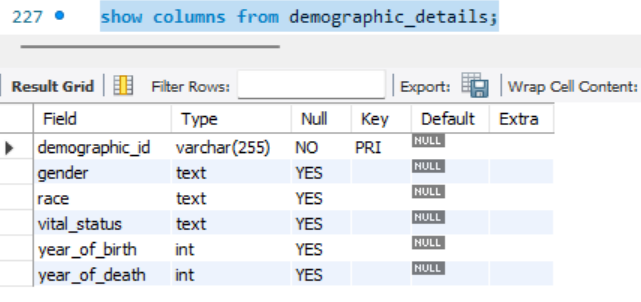 227 show columns from demographic_details;
Result Grid Filter Rows: Export: Wrap Cell Content:
Field Type Null Key Default Extra
demographic_id varchar(255) NO PRI NULL
gender text YES NULL
race text YES NULL
vital_status text YES NULL
year_of_birth int YES NULL
year_of_death int YES NULL